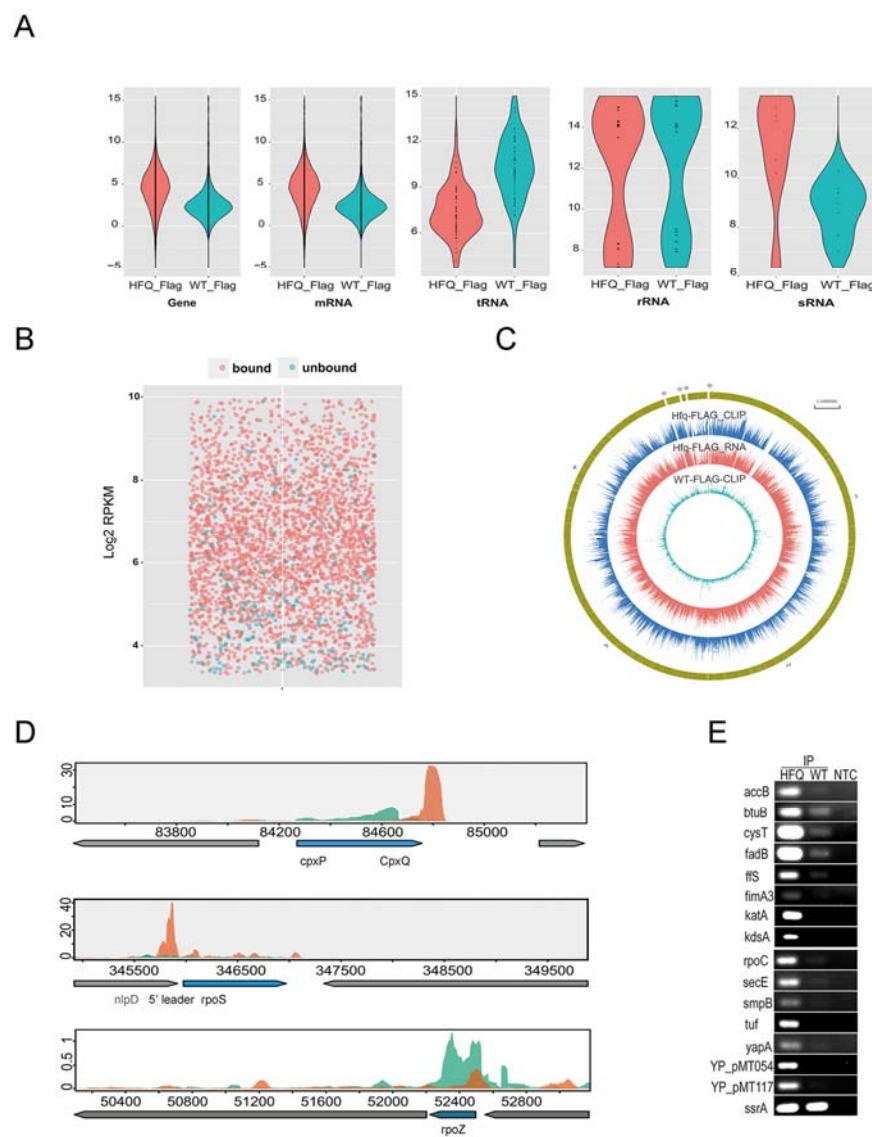 A
15
10
5
0
−5
HFQ_Flag WT_Flag
Gene
15
10
5
0
−5
HFQ_Flag WT_Flag
mRNA
15
12
9
6
HFQ_Flag WT_Flag
tRNA
14
12
10
8
HFQ_Flag WT_Flag
rRNA
12
10
8
6
HFQ_Flag WT_Flag
sRNA
B
bound unbound
Log2 RPKM
10
8
6
4
C
Hfq-FLAG_CLIP
Hfq-FLAG_RNA
WT-FLAG-CLIP
D
0 10 30
83800 84200 84600 85000
cpxP CpxQ
0 20 40
345500 346500 347500 348500 349500
nlpD 5' leader rpoS
0 0.5 1
50400 50800 51200 51600 52000 52400 52800
rpoZ
E
IP
HFQ WT NTC
accB
btuB
cysT
fadB
ffS
fimA3
katA
kdsA
rpoC
secE
smpB
tuf
yapA
YP_pMT054
YP_pMT117
ssrA